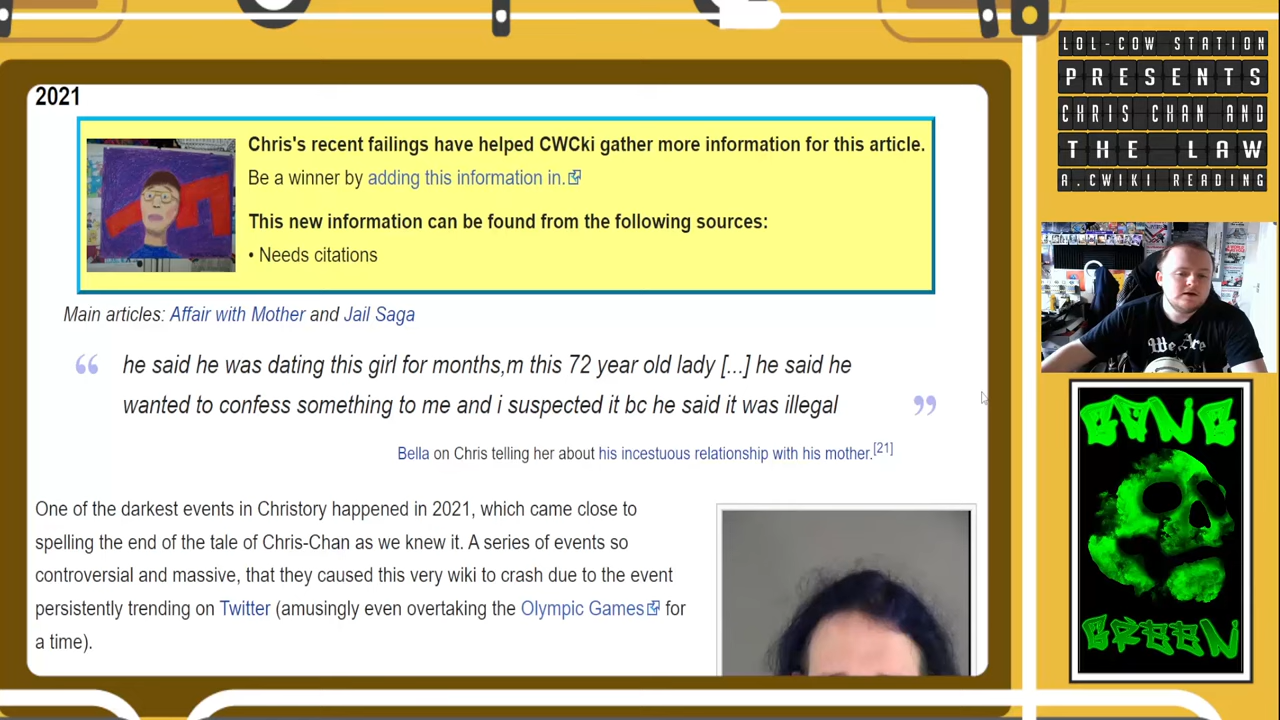 2021
Chris's recent failings have helped CWCki gather more information for this article.
Be a winner by adding this information in.
This new information can be found from the following sources:
• Needs citations
Main articles: Affair with Mother and Jail Saga
“ he said he was dating this girl for months,m this 72 year old lady [...] he said he
wanted to confess something to me and i suspected it bc he said it was illegal ”
Bella on Chris telling her about his incestuous relationship with his mother.[21]
One of the darkest events in Christory happened in 2021, which came close to
spelling the end of the tale of Chris-Chan as we knew it. A series of events so
controversial and massive, that they caused this very wiki to crash due to the event
persistently trending on Twitter (amusingly even overtaking the Olympic Games for
a time).
LOL-COW STATION
PRESENTS
CHRIS CHAN AND
THE LAW
A.CWIKI READING
We Are
GONG
GREEN